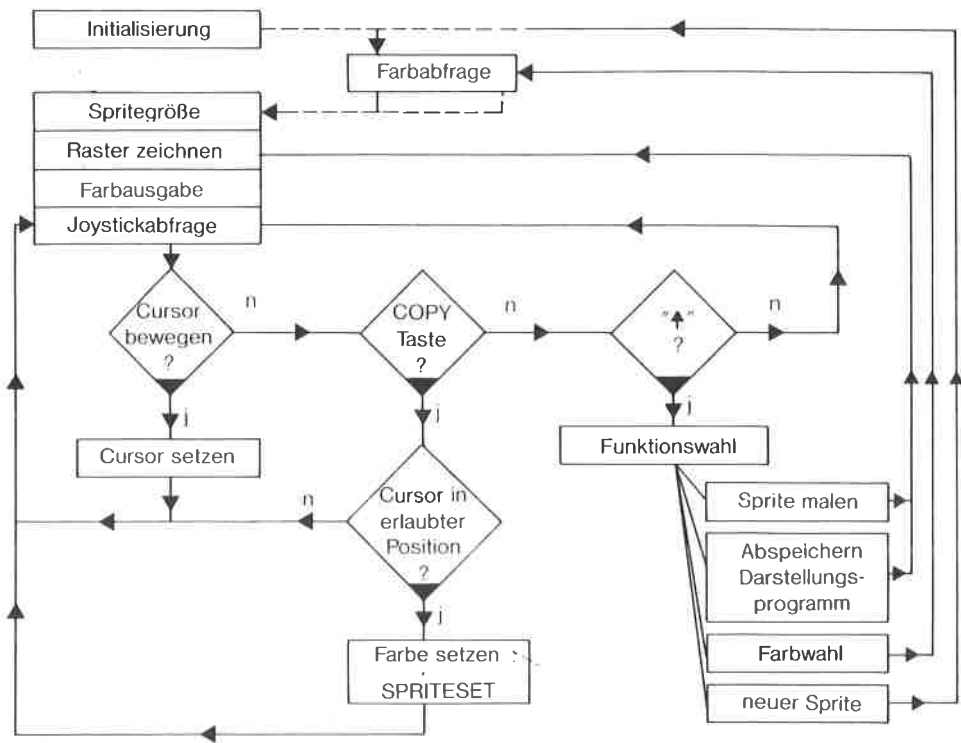 Initialisierung
Farbabfrage
Spritegröße
Raster zeichnen
Farbausgabe
Joystickabfrage
Cursor
bewegen
?
n
j
COPY
Taste
?
n
j
"↑"
?
n
j
Cursor setzen
Funktionswahl
n
Cursor in
erlaubter
Position
?
j
Sprite malen
Abspeichern
Darstellungs-
programm
Farbwahl
neuer Sprite
Farbe setzen
SPRITESET